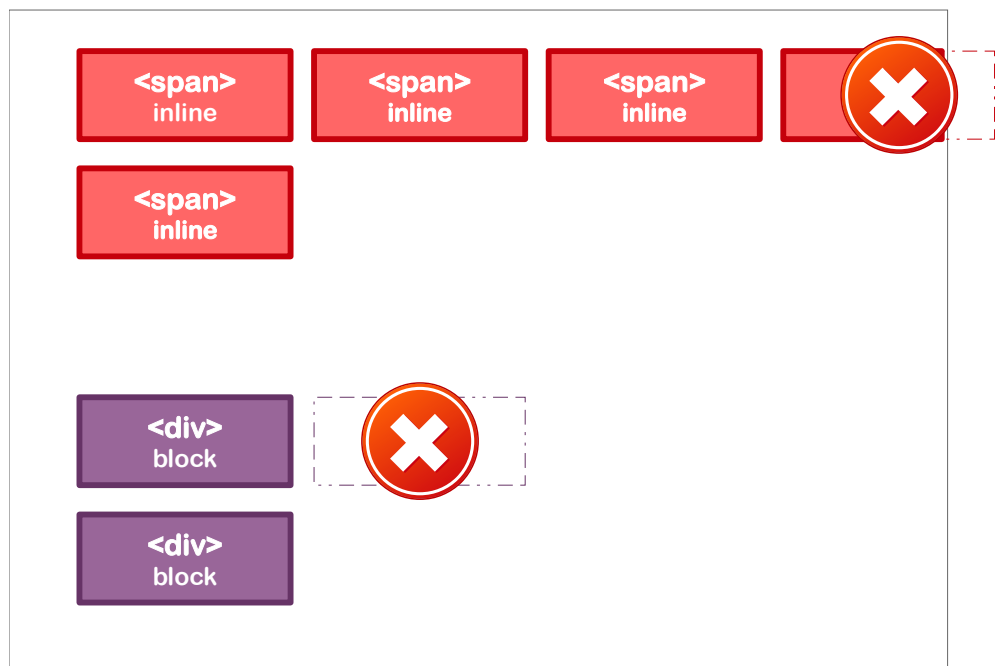 <span>
inline
<span>
inline
<span>
inline
<span>
inline
<div>
block
<div>
block